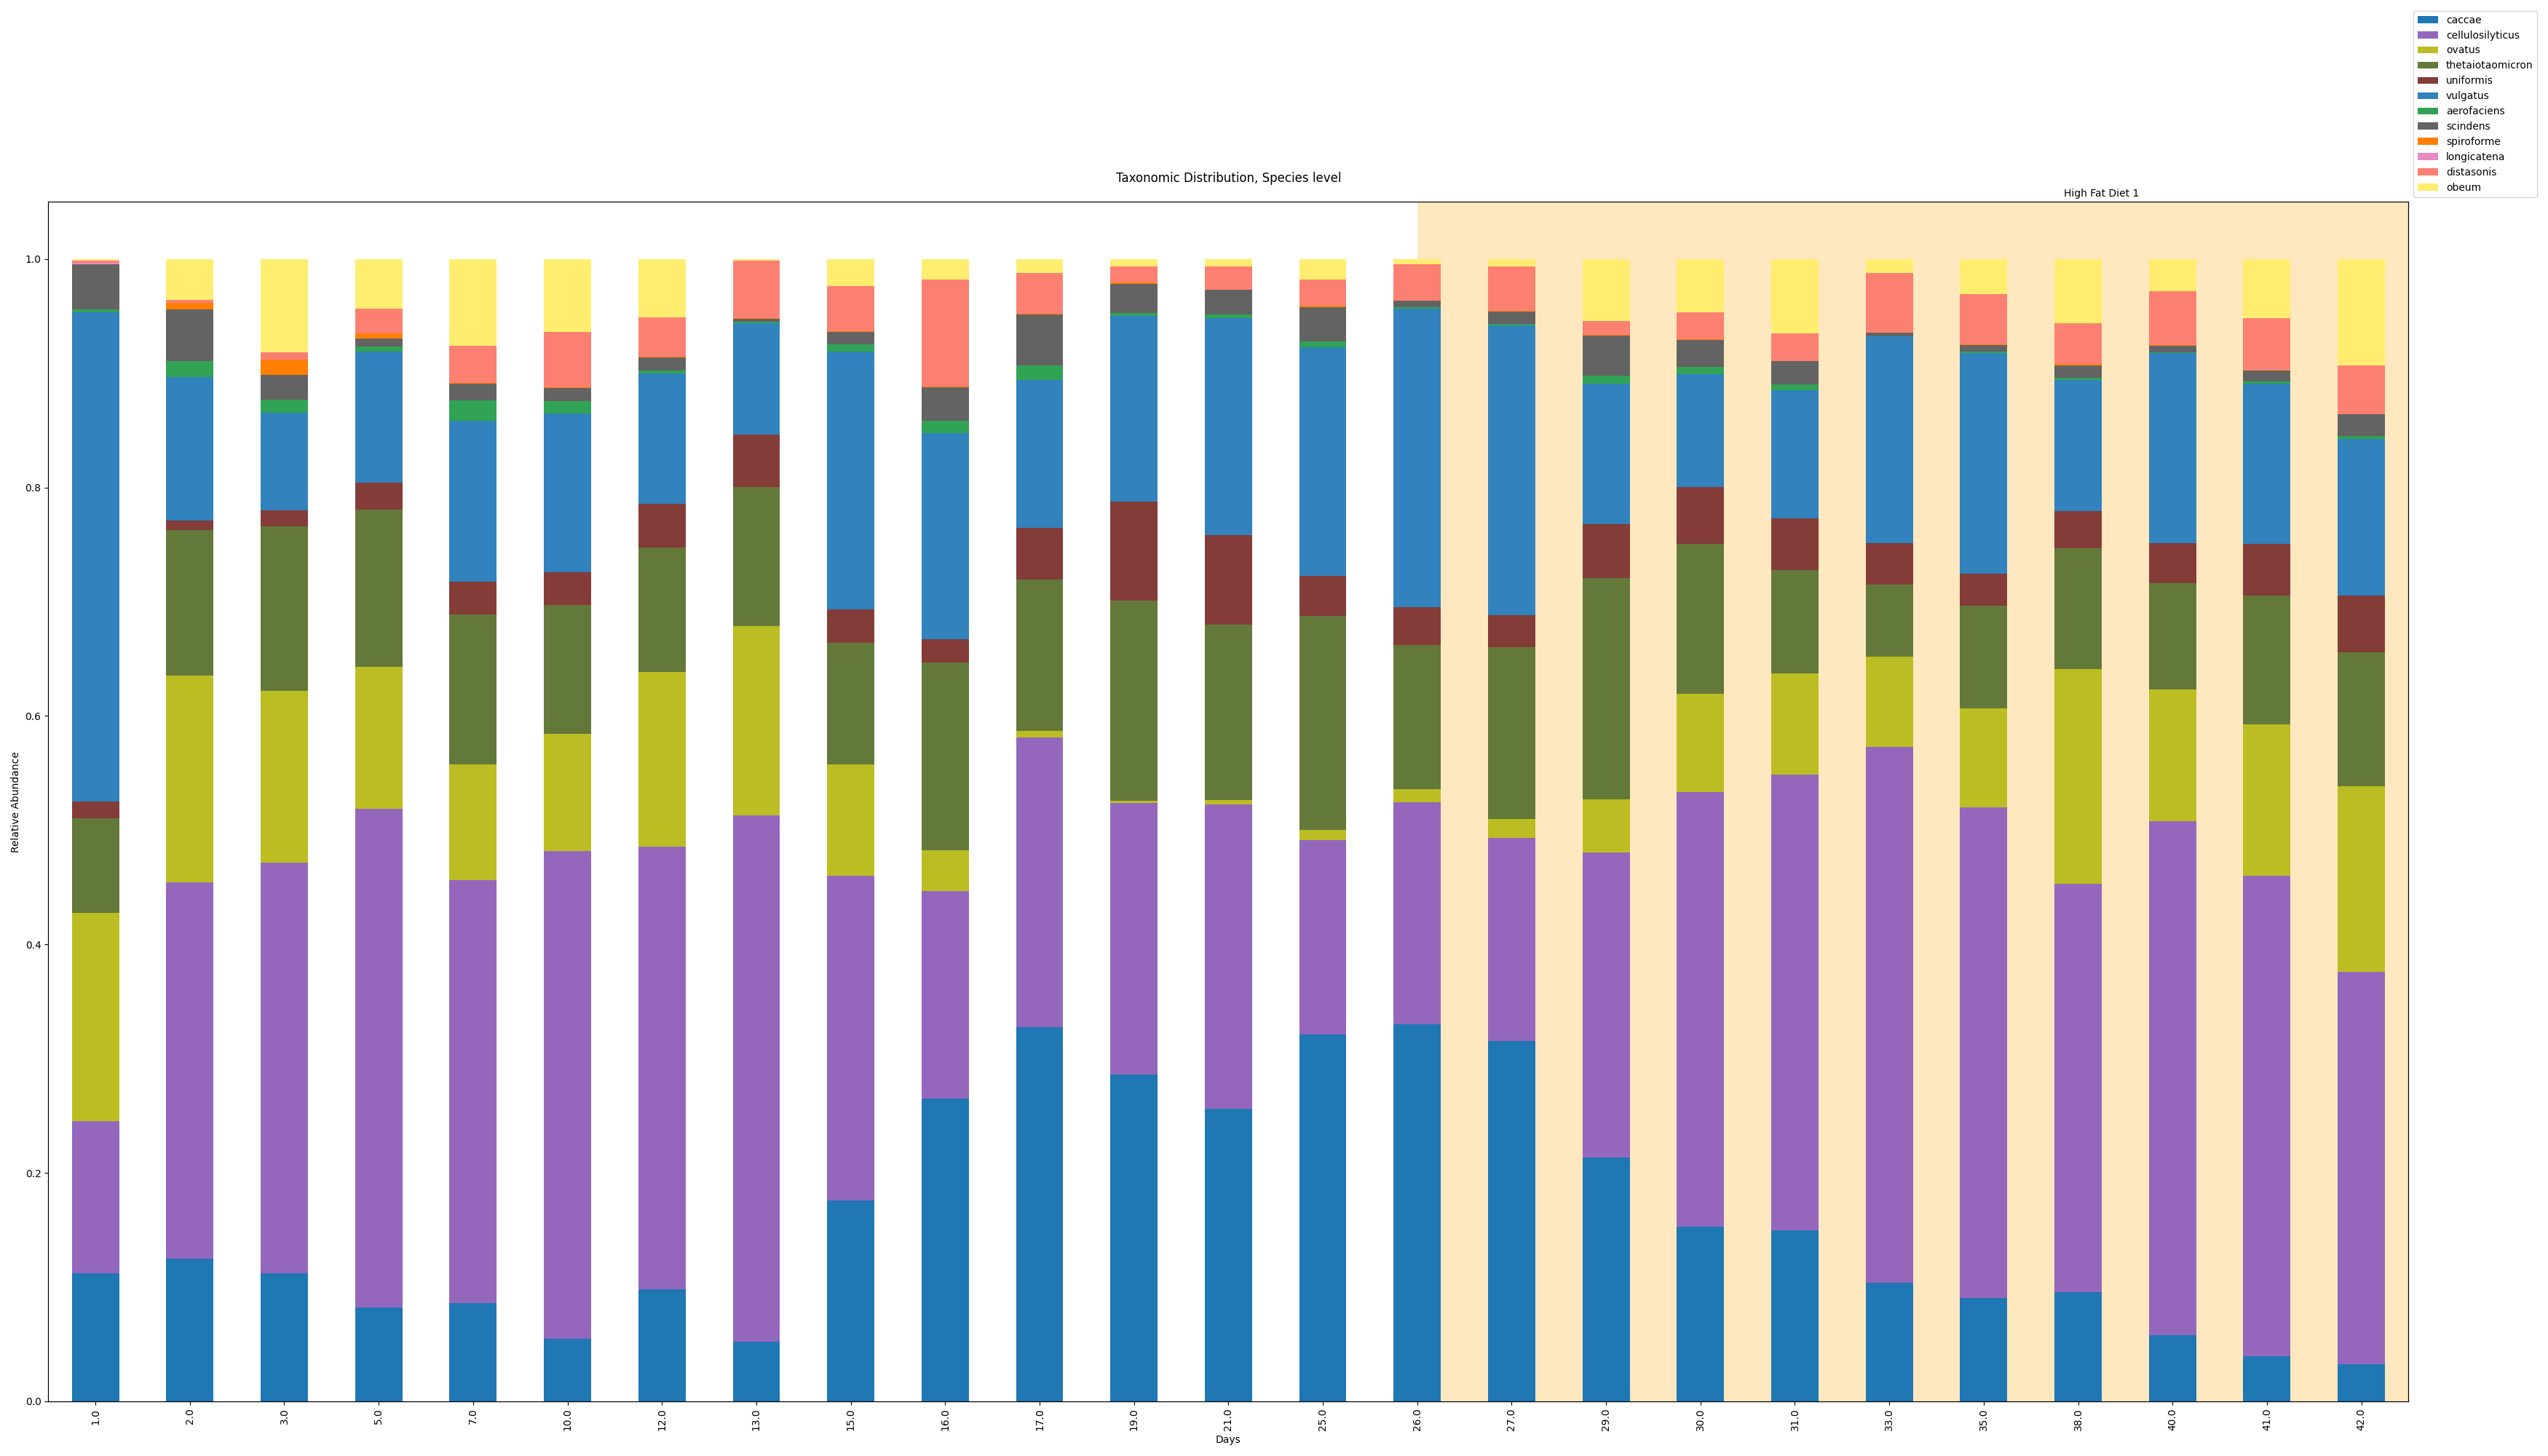 caccae
cellulosilyticus
ovatus
thetaiotaomicron
uniformis
vulgatus
aerofaciens
scindens
spiroforme
longicatena
distasonis
obeum
Taxonomic Distribution, Species level
High Fat Diet 1
Relative Abundance
1.0
0.8
0.6
0.4
0.2
0.0
1.0 2.0 3.0 5.0 7.0 10.0 12.0 13.0 15.0 16.0 17.0 19.0 21.0 25.0 26.0 27.0 29.0 30.0 31.0 33.0 35.0 38.0 40.0 41.0 42.0
Days